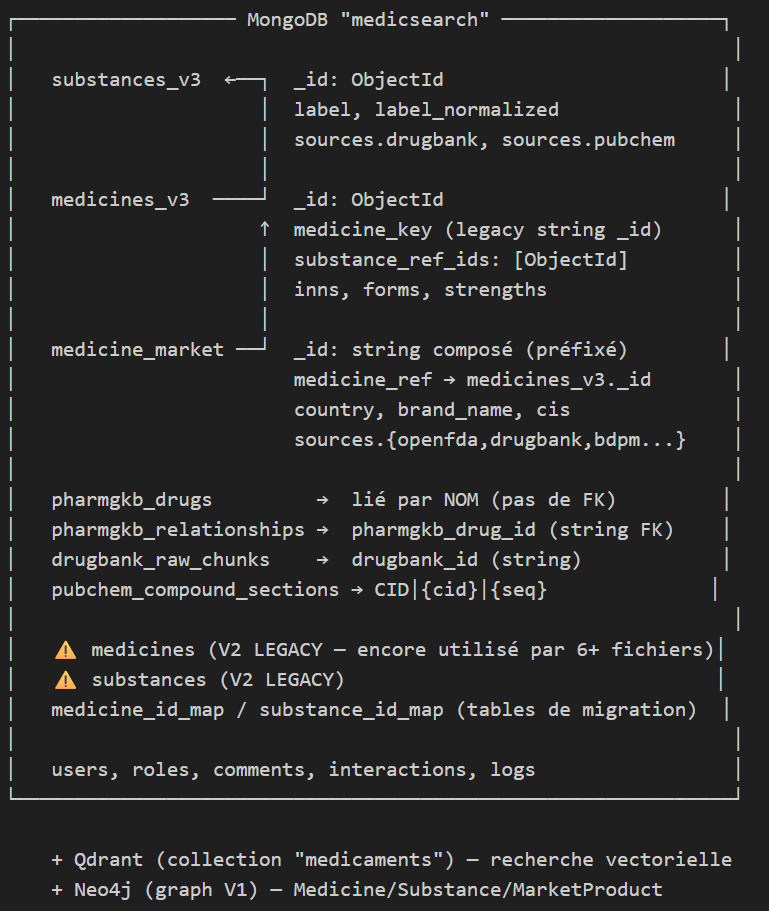 MongoDB "medicsearch"
substances_v3 ← _id: ObjectId
label, label_normalized
sources.drugbank, sources.pubchem
medicines_v3 _id: ObjectId
↑ medicine_key (legacy string _id)
substance_ref_ids: [ObjectId]
inns, forms, strengths
medicine_market _id: string composé (préfixé)
medicine_ref → medicines_v3._id
country, brand_name, cis
sources.{openfda,drugbank,bdpm...}
pharmgkb_drugs → lié par NOM (pas de FK)
pharmgkb_relationships → pharmgkb_drug_id (string FK)
drugbank_raw_chunks → drugbank_id (string)
pubchem_compound_sections → CID|{cid}|{seq}
⚠ medicines (V2 LEGACY — encore utilisé par 6+ fichiers)
⚠ substances (V2 LEGACY)
medicine_id_map / substance_id_map (tables de migration)
users, roles, comments, interactions, logs
+ Qdrant (collection "medicaments") — recherche vectorielle
+ Neo4j (graph V1) — Medicine/Substance/MarketProduct